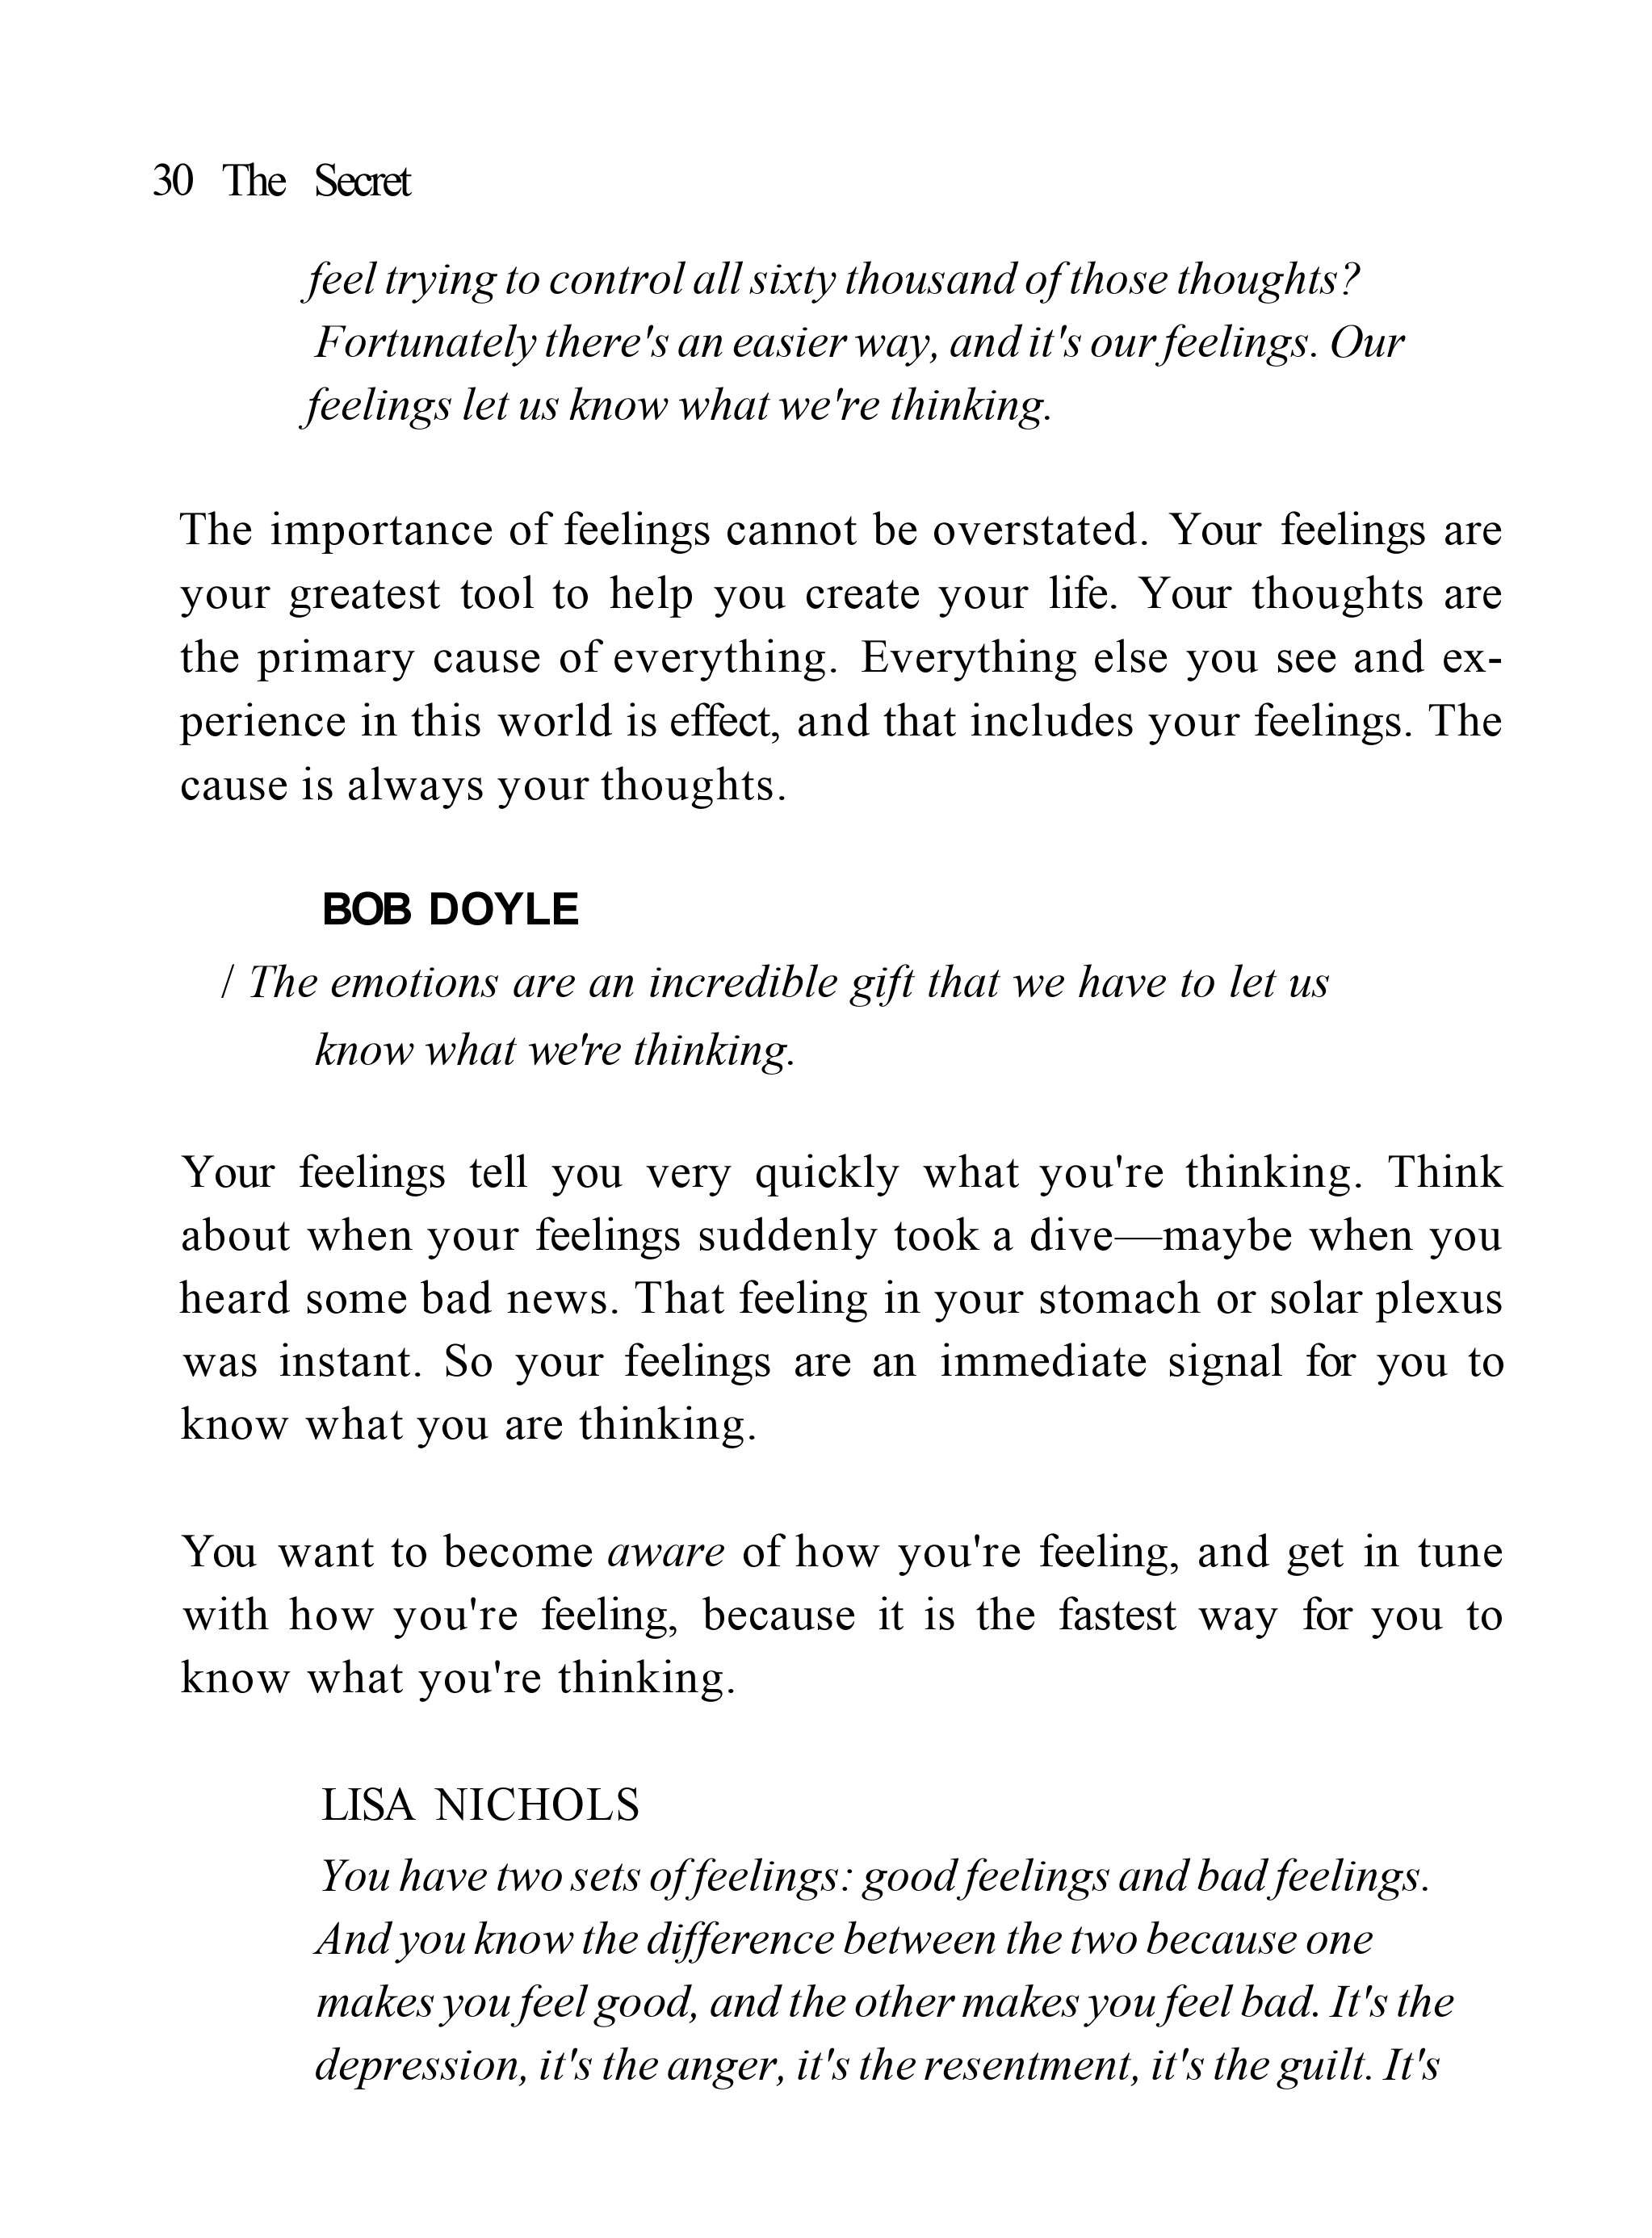 30 The Secret
feel trying to control all sixty thousand of those thoughts?
Fortunately there's an easier way, and it's our feelings. Our
feelings let us know what we're thinking.
The importance of feelings cannot be overstated. Your feelings are
your greatest tool to help you create your life. Your thoughts are
the primary cause of everything. Everything else you see and ex-
perience in this world is effect, and that includes your feelings. The
cause is always your thoughts.
BOB DOYLE
/ The emotions are an incredible gift that we have to let us
know what we're thinking.
Your feelings tell you very quickly what you're thinking. Think
about when your feelings suddenly took a dive—maybe when you
heard some bad news. That feeling in your stomach or solar plexus
was instant. So your feelings are an immediate signal for you to
know what you are thinking.
You want to become aware of how you're feeling, and get in tune
with how you're feeling, because it is the fastest way for you to
know what you're thinking.
LISA NICHOLS
You have two sets of feelings: good feelings and bad feelings.
And you know the difference between the two because one
makes you feel good, and the other makes you feel bad. It's the
depression, it's the anger, it's the resentment, it's the guilt. It's